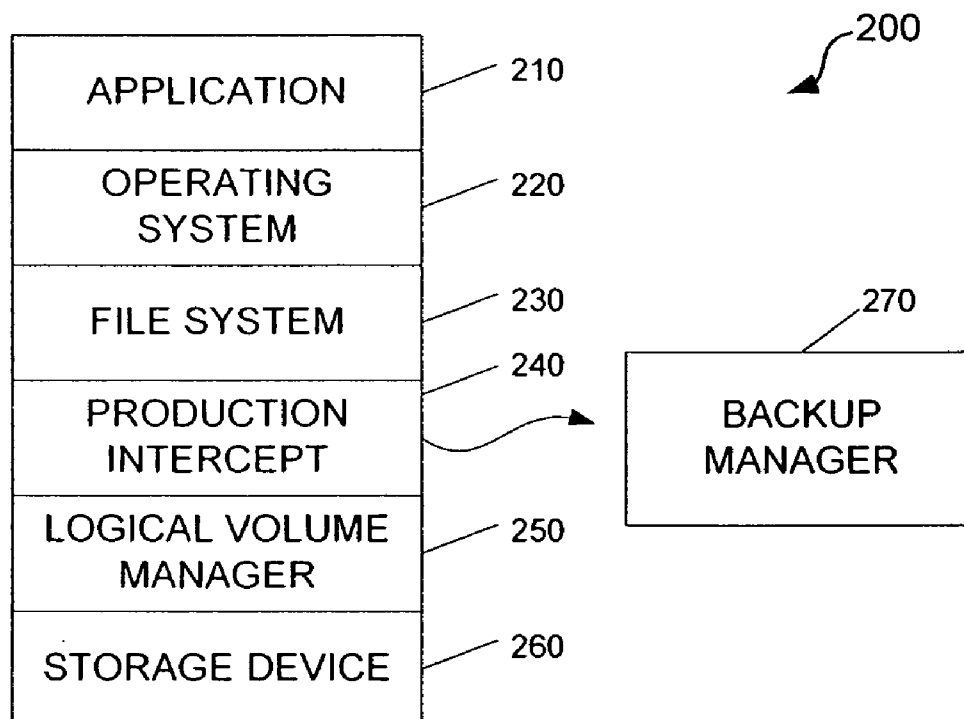 200
APPLICATION
210
OPERATING
SYSTEM
220
FILE SYSTEM
230
PRODUCTION
INTERCEPT
240
LOGICAL VOLUME
MANAGER
250
STORAGE DEVICE
260
270
BACKUP
MANAGER